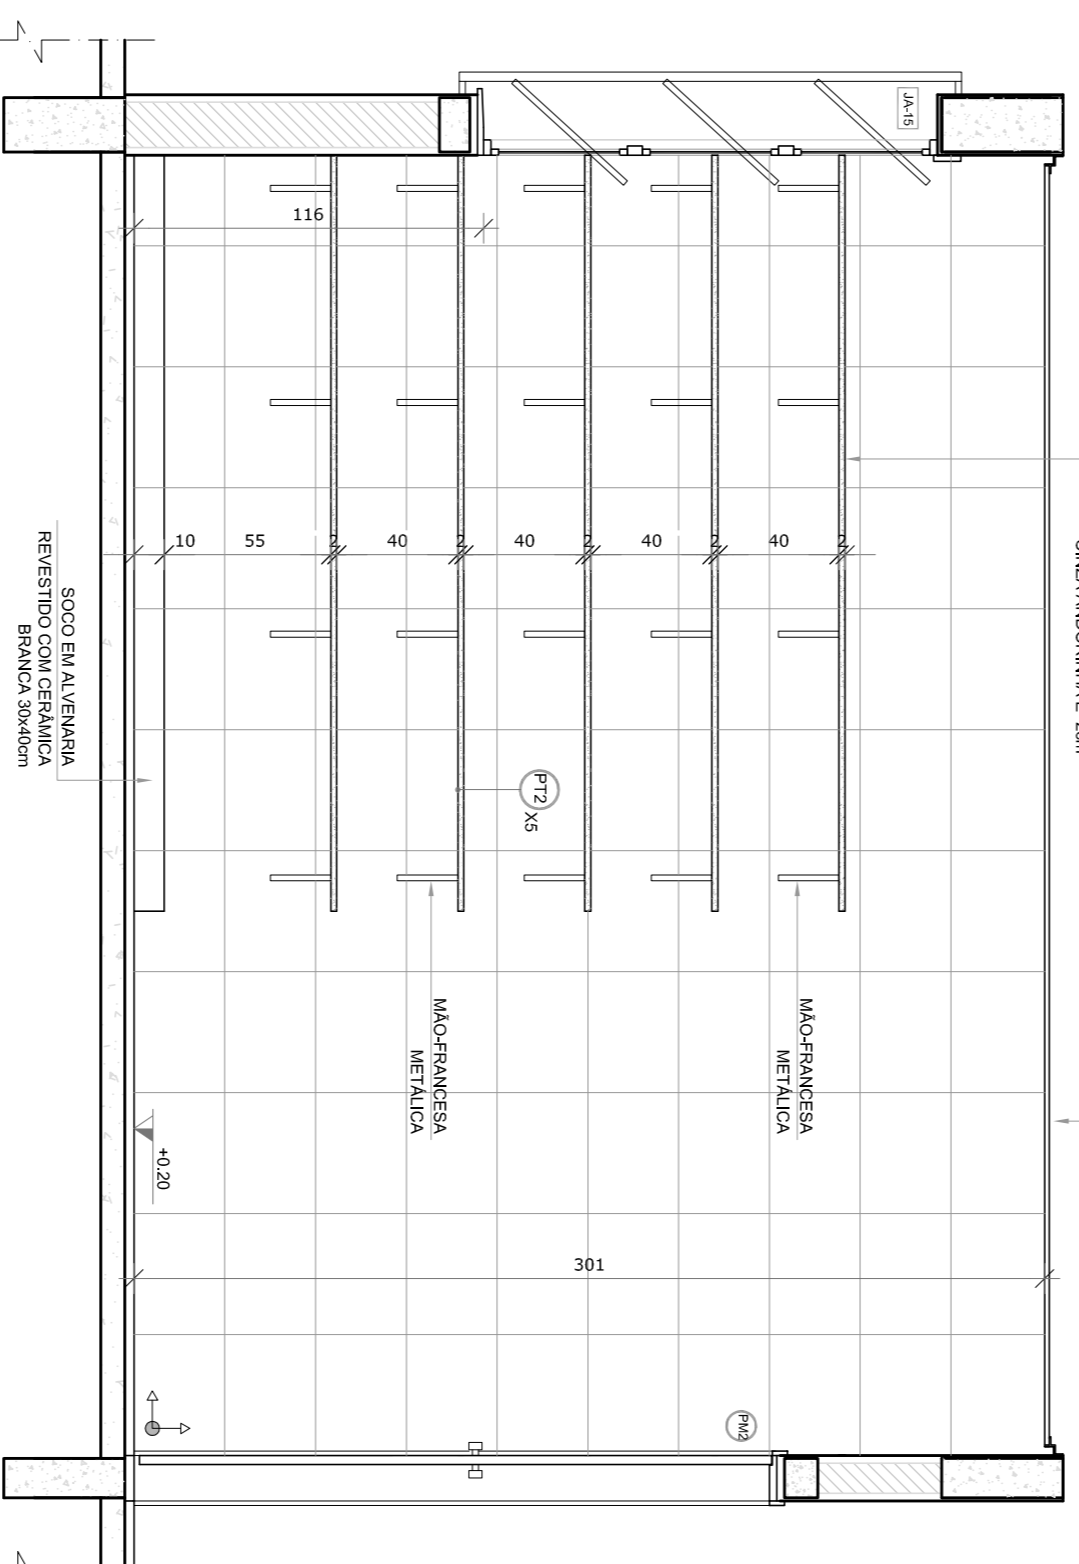 JA-15
116
10
55
2
40
2
40
2
40
2
40
2
SOCO EM ALVENARIA
REVESTIDO COM CERÂMICA
BRANCA 30x40cm
PT2
X5
MÃO-FRANCESA
METÁLICA
MÃO-FRANCESA
METÁLICA
+0.20
301
PM2